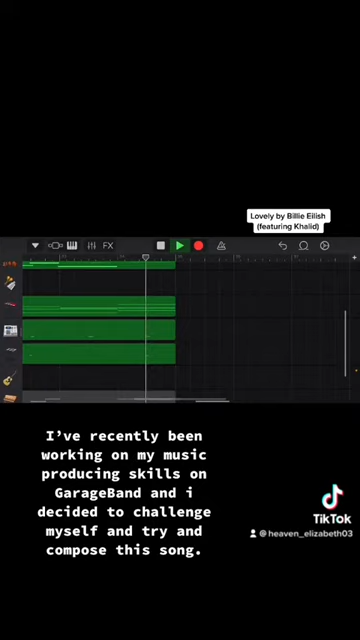 Lovely by Billie Eilish
(featuring Khalid)
FX
I've recently been
working on my music
producing skills on
GarageBand and i
decided to challenge
myself and try and
compose this song.
TikTok
@heaven_elizabeth03